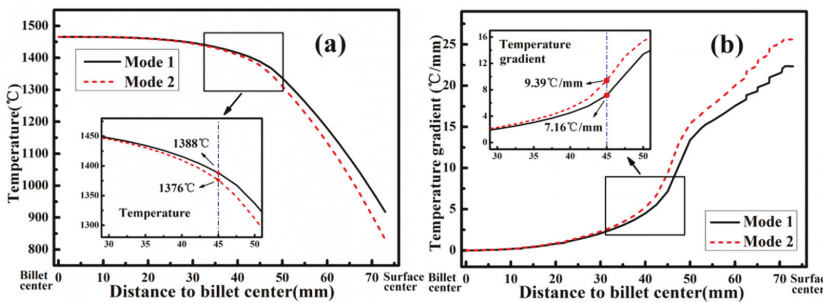 1500
1400
1300
1200
1100
1000
900
800
Temperature(℃)
(a)
Mode 1
Mode 2
1450
1400
1350
1300
1388℃
1376℃
Temperature
30 35 40 45 50
Billet center
0 10 20 30 40 50 60 70
Surface center
Distance to billet center(mm)
25
20
15
10
5
0
Temperature gradient (℃/mm)
(b)
16
12
8
4
0
Temperature
gradient
9.39℃/mm
7.16℃/mm
30 35 40 45 50
Mode 1
Mode 2
Billet center
0 10 20 30 40 50 60 70
Surface center
Distance to billet center(mm)